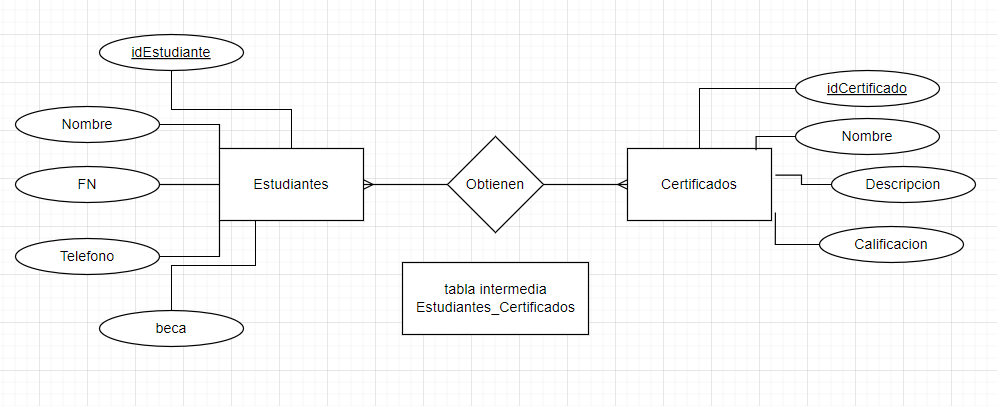 idEstudiante
idCertificado
Nombre
Nombre
FN
Estudiantes
Obtienen
Certificados
Descripcion
Telefono
Calificacion
tabla intermedia
Estudiantes_Certificados
beca